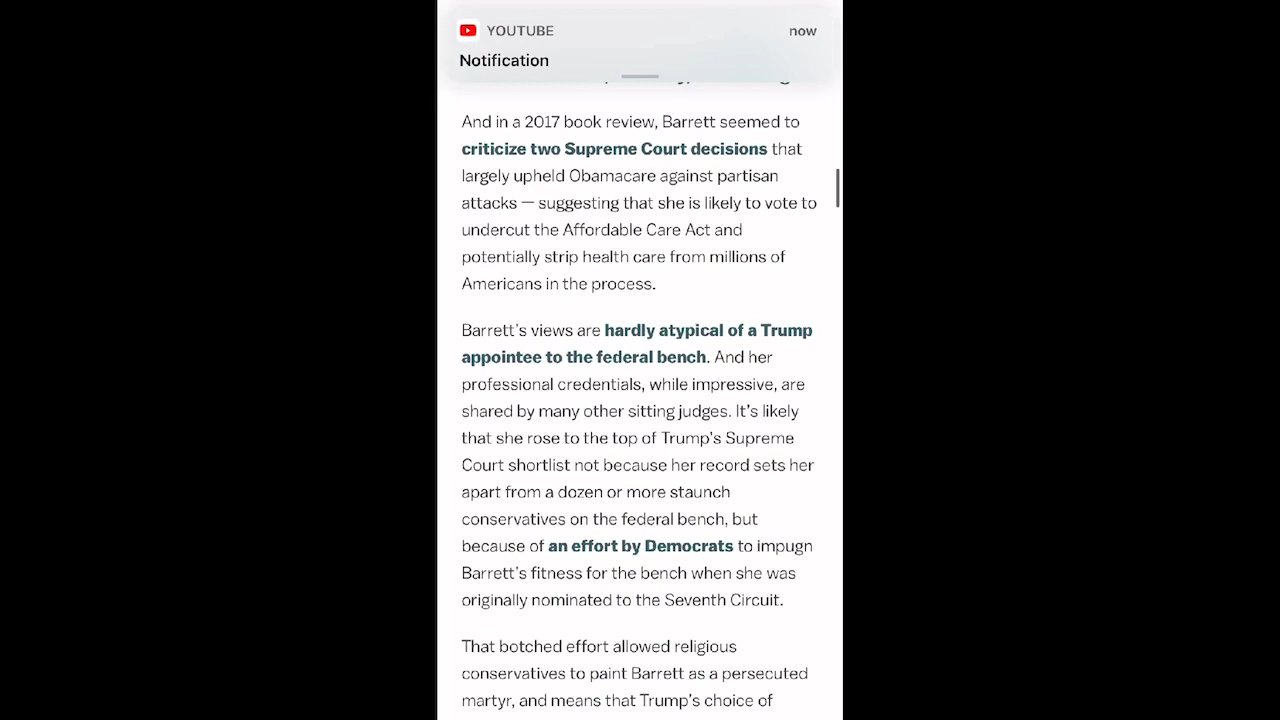 YOUTUBE
now
Notification
And in a 2017 book review, Barrett seemed to
criticize two Supreme Court decisions that
largely upheld Obamacare against partisan
attacks — suggesting that she is likely to vote to
undercut the Affordable Care Act and
potentially strip health care from millions of
Americans in the process.
Barrett's views are hardly atypical of a Trump
appointee to the federal bench. And her
professional credentials, while impressive, are
shared by many other sitting judges. It's likely
that she rose to the top of Trump's Supreme
Court shortlist not because her record sets her
apart from a dozen or more staunch
conservatives on the federal bench, but
because of an effort by Democrats to impugn
Barrett's fitness for the bench when she was
originally nominated to the Seventh Circuit.
That botched effort allowed religious
conservatives to paint Barrett as a persecuted
martyr, and means that Trump's choice of